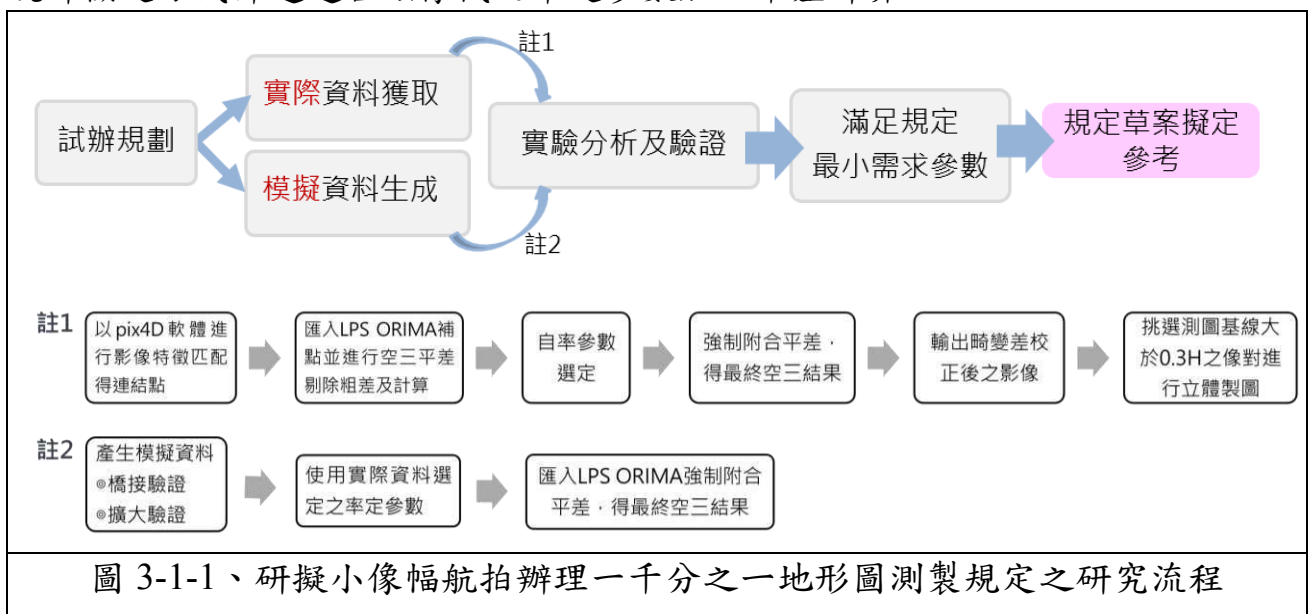 註1
試辦規劃
實際資料獲取
模擬資料生成
實驗分析及驗證
滿足規定
最小需求參數
規定草案擬定
參考
註2
註1
以pix4D軟體進
行影像特徵匹配
得連結點
匯入LPS ORIMA補
點並進行空三平差
剔除粗差及計算
自率參數
選定
強制附合平差，
得最終空三結果
輸出畸變差校
正後之影像
挑選測圖基線大
於0.3H之像對進
行立體製圖
註2
產生模擬資料
◎橋接驗證
◎擴大驗證
使用實際資料選
定之率定參數
匯入LPS ORIMA強制附合
平差，得最終空三結果
圖 3-1-1、研擬小像幅航拍辦理一千分之一地形圖測製規定之研究流程